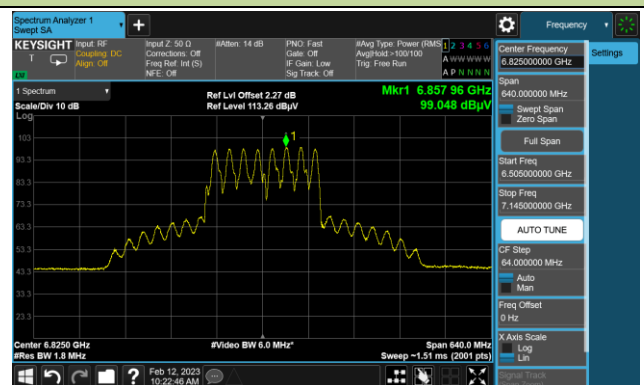 Spectrum Analyzer 1
Swept SA
+
Frequency
KEYSIGHT
Input: RF
Coupling: DC
Align: Off
Input Z: 50 Ω
Corrections: Off
Freq Ref: Int (S)
NFE: Off
#Atten: 14 dB
PNO: Fast
Gate: Off
IF Gain: Low
Sig Track: Off
#Avg Type: Power (RMS
Avg|Hold:>100/100
Trig: Free Run
1 2 3 4 5 6
A W W W W W
A P N N N N
LW
1 Spectrum
Scale/Div 10 dB
Log
Ref Lvl Offset 2.27 dB
Ref Level 113.26 dBµV
Mkr1 6.857 96 GHz
99.048 dBµV
1
103
93.3
83.3
73.3
63.3
53.3
43.3
33.3
23.3
Center 6.8250 GHz
#Res BW 1.8 MHz
#Video BW 6.0 MHz*
Span 640.0 MHz
Sweep ~1.51 ms (2001 pts)
Feb 12, 2023
10:22:46 AM
Center Frequency
6.825000000 GHz
Settings
Span
640.000000 MHz
Swept Span
Zero Span
Full Span
Start Freq
6.505000000 GHz
Stop Freq
7.145000000 GHz
AUTO TUNE
CF Step
64.000000 MHz
Auto
Man
Freq Offset
0 Hz
X Axis Scale
Log
Lin
Signal Track